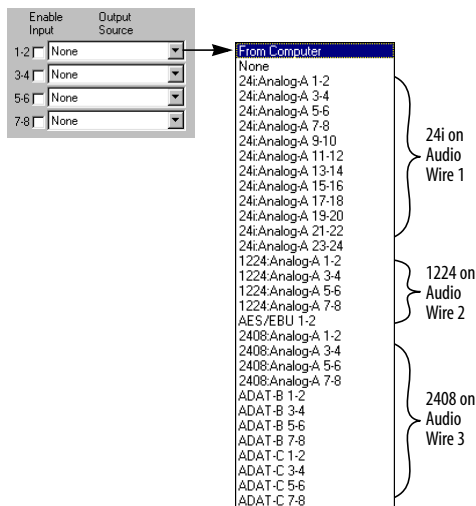 Enable Output
Input Source
1-2 None
3-4 None
5-6 None
7-8 None
From Computer
None
24i:Analog-A 1-2
24i:Analog-A 3-4
24i:Analog-A 5-6
24i:Analog-A 7-8
24i:Analog-A 9-10
24i:Analog-A 11-12
24i:Analog-A 13-14
24i:Analog-A 15-16
24i:Analog-A 17-18
24i:Analog-A 19-20
24i:Analog-A 21-22
24i:Analog-A 23-24
24i on
Audio
Wire 1
1224:Analog-A 1-2
1224:Analog-A 3-4
1224:Analog-A 5-6
1224:Analog-A 7-8
AES/EBU 1-2
1224 on
Audio
Wire 2
2408:Analog-A 1-2
2408:Analog-A 3-4
2408:Analog-A 5-6
2408:Analog-A 7-8
ADAT-B 1-2
ADAT-B 3-4
ADAT-B 5-6
ADAT-B 7-8
ADAT-C 1-2
ADAT-C 3-4
ADAT-C 5-6
ADAT-C 7-8
2408 on
Audio
Wire 3